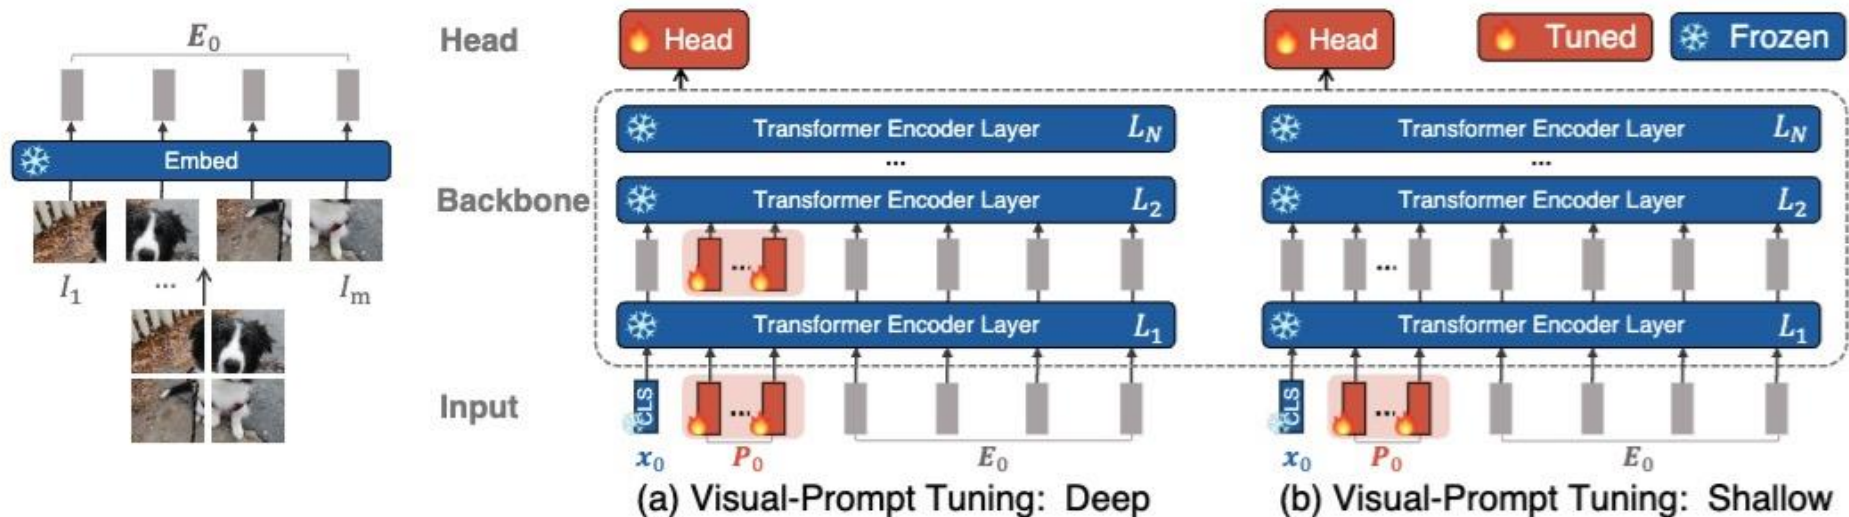 E₀
Embed
I₁ ... Iₘ
Head
Backbone
Input
Head
Transformer Encoder Layer L_N
...
Transformer Encoder Layer L₂
...
Transformer Encoder Layer L₁
CLS ...
x₀ P₀ E₀
(a) Visual-Prompt Tuning: Deep
Head
Tuned
Frozen
Transformer Encoder Layer L_N
...
Transformer Encoder Layer L₂
...
Transformer Encoder Layer L₁
CLS ...
x₀ P₀ E₀
(b) Visual-Prompt Tuning: Shallow